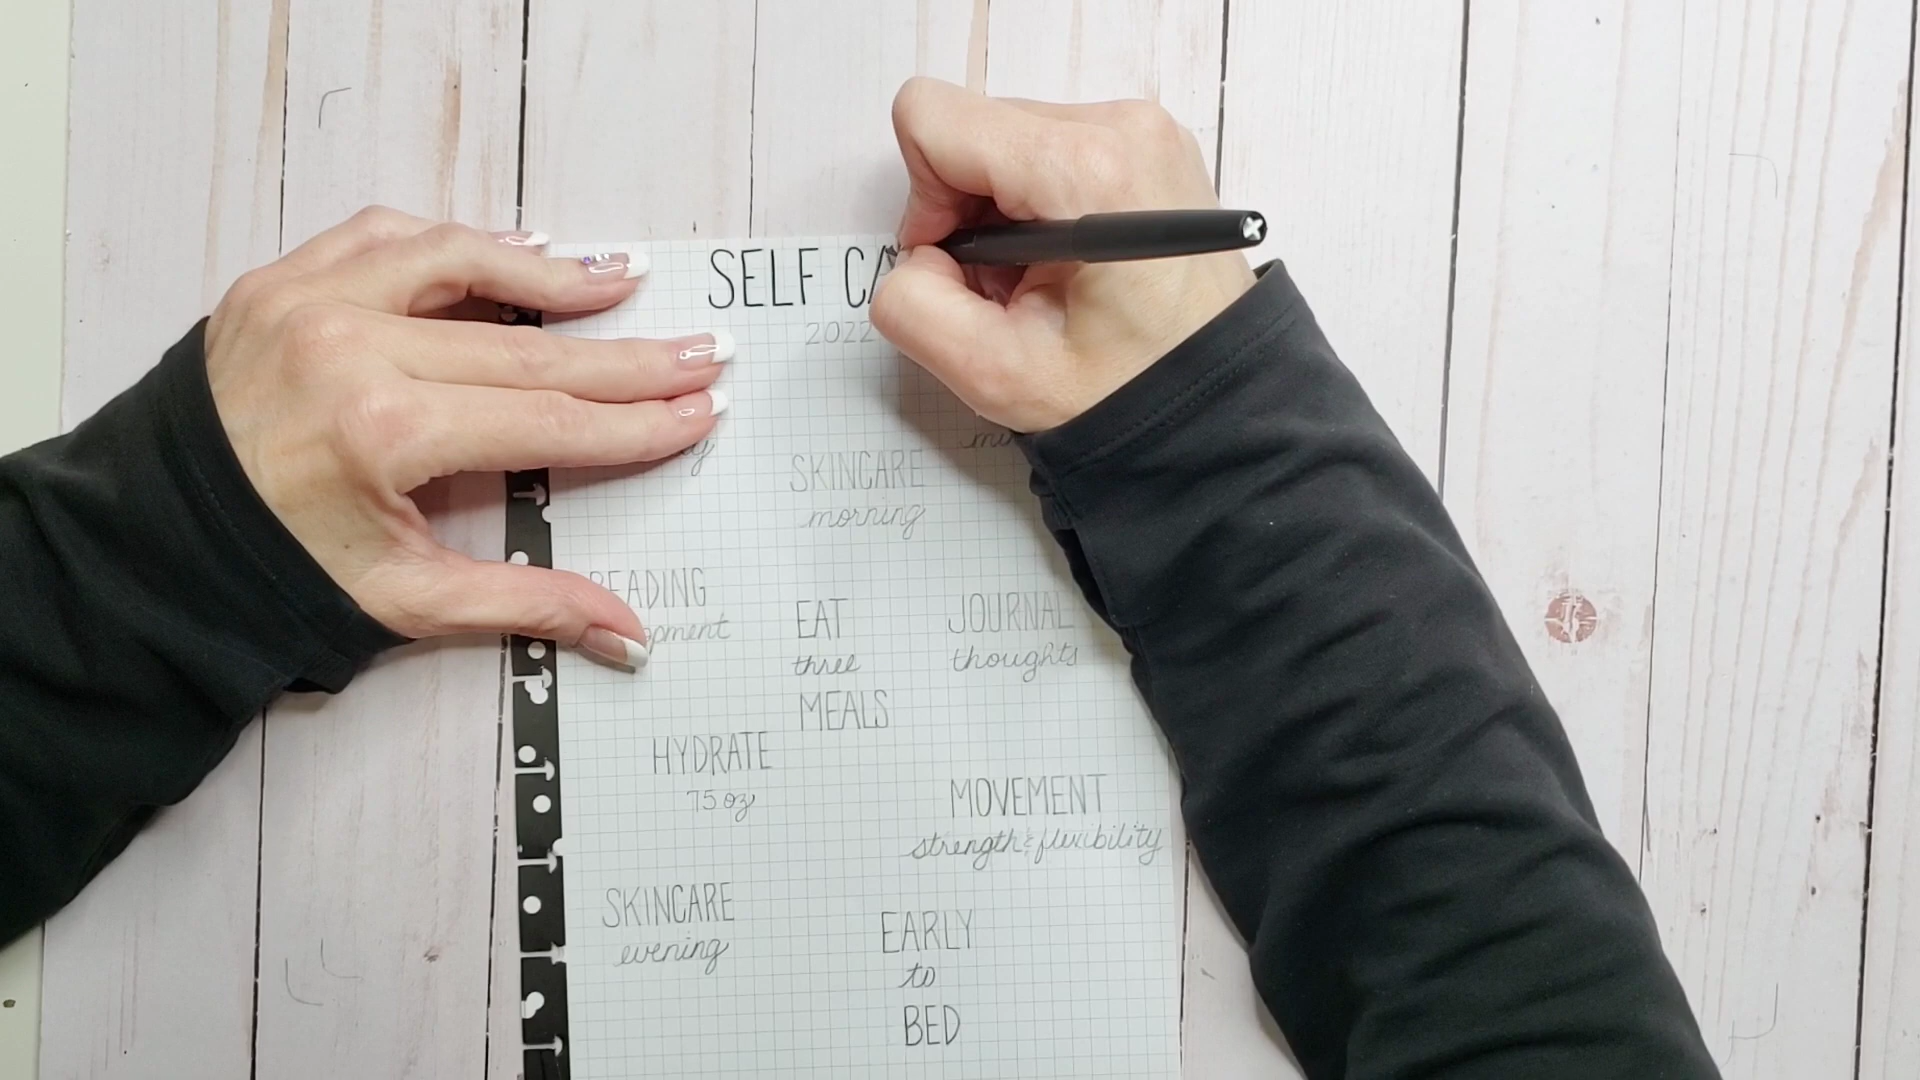 SELF CA
2022
SKINCARE
morning
READING
EAT
three
MEALS
JOURNAL
thoughts
HYDRATE
75 oz
MOVEMENT
strength & flexibility
SKINCARE
evening
EARLY
to
BED